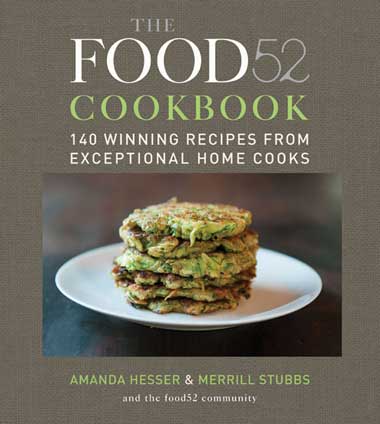 THE
FOOD52
COOKBOOK
140 WINNING RECIPES FROM
EXCEPTIONAL HOME COOKS
AMANDA HESSER & MERRILL STUBBS
and the food52 community